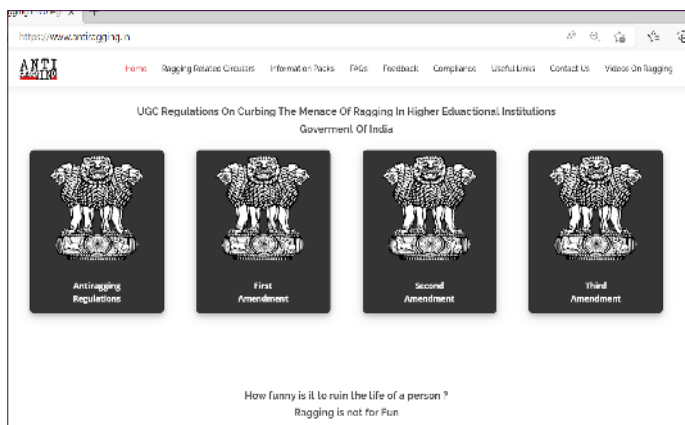 https://www.antiragging.in
ANTI
RAGGING
Home Ragging Related Circulars Information Packs FAQs Feedback Compliance Useful Links Contact Us Videos On Ragging
UGC Regulations On Curbing The Menace Of Ragging In Higher Eduactional Institutions
Goverment Of India
Antiragging
Regulations
First
Amendment
Second
Amendment
Third
Amendment
How funny is it to ruin the life of a person ?
Ragging is not for Fun